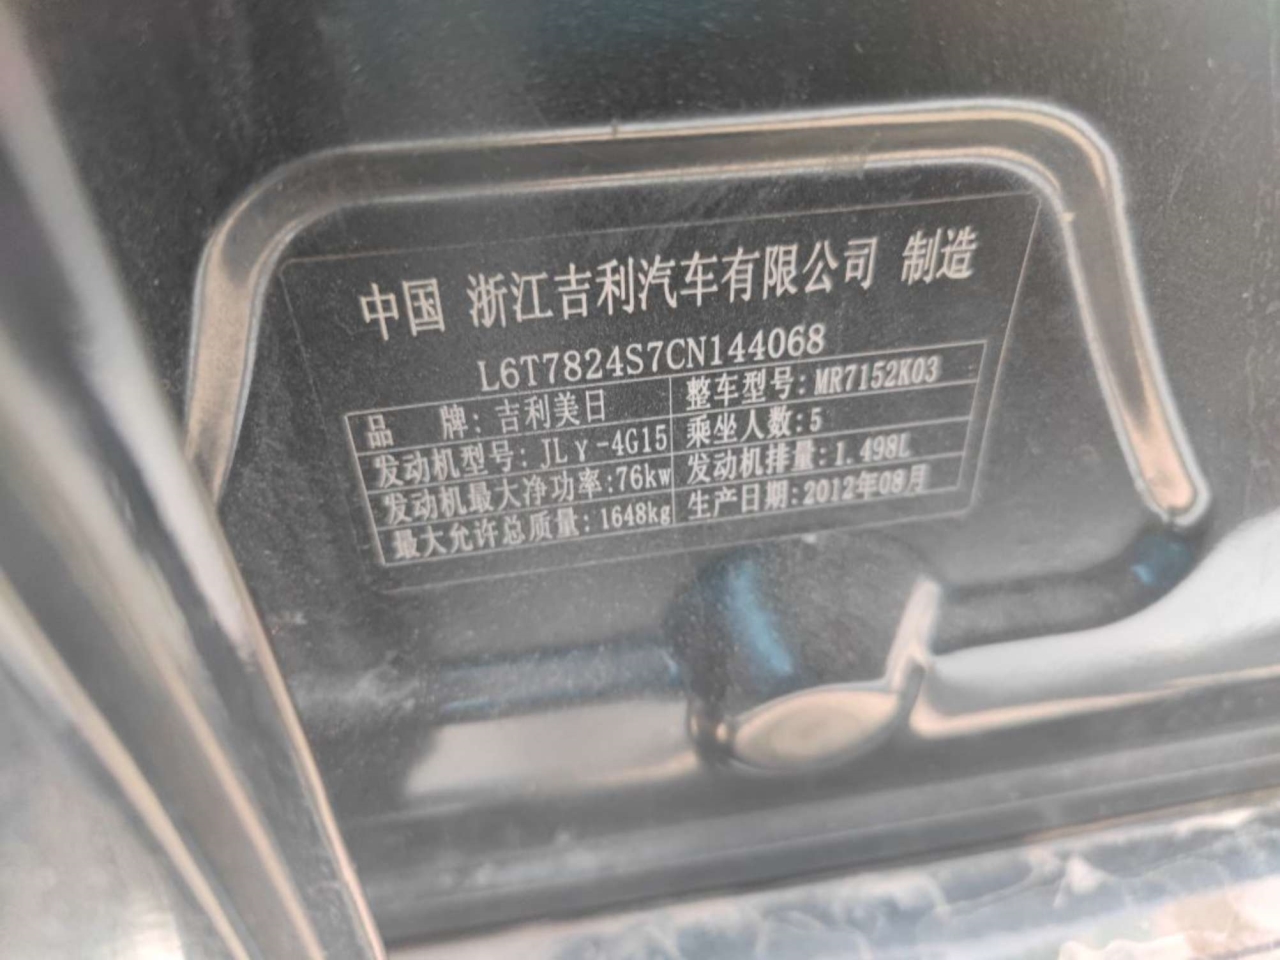 中国 浙江吉利汽车有限公司 制造
L6T7824S7CN144068
品 牌: 吉利美日 整车型号: MR7152K03
发动机型号: JLγ-4G15 乘坐人数: 5
发动机最大净功率: 76kw 发动机排量: 1.498L
最大允许总质量: 1648kg 生产日期: 2012年08月